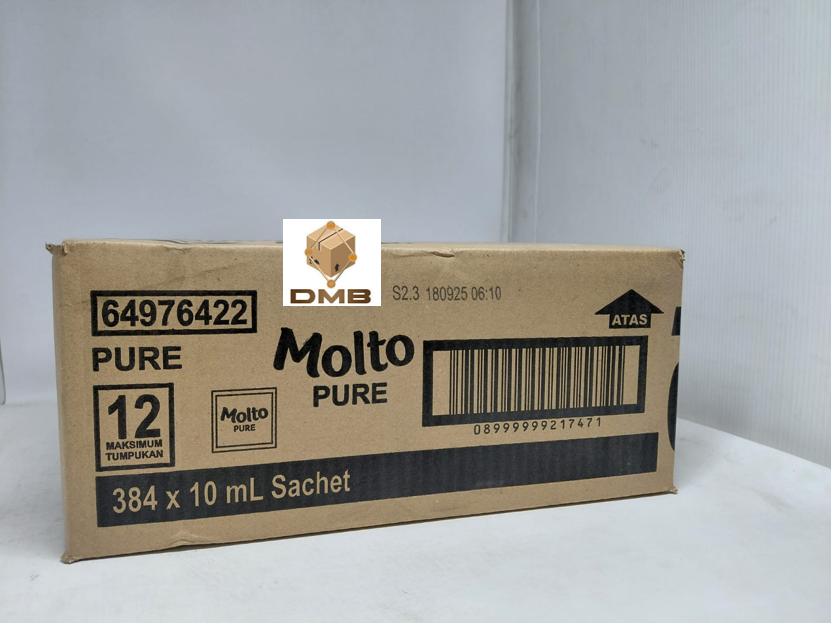 DMB
S2.3 180925 06:10
64976422
PURE
Molto
PURE
ATAS
08999999217471
12
MAKSIMUM
TUMPUKAN
Molto
PURE
384 x 10 mL Sachet